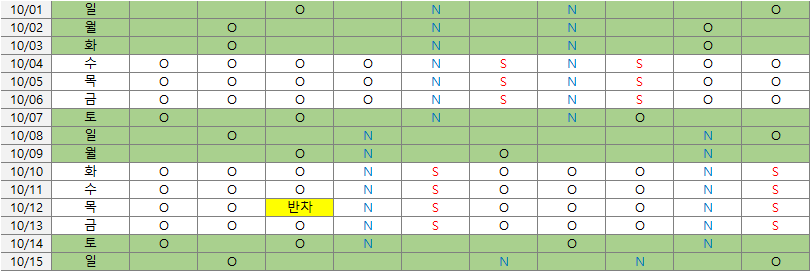 10/01 일 O N N O
10/02 월 O N N O
10/03 화 O N N O
10/04 수 O O O O N S N S O O
10/05 목 O O O O N S N S O O
10/06 금 O O O O N S N S O O
10/07 토 O O N N O
10/08 일 O N N O
10/09 월 O N O N
10/10 화 O O O N S O O O N S
10/11 수 O O O N S O O O N S
10/12 목 O O 반차 N S O O O N S
10/13 금 O O O N S O O O N S
10/14 토 O O N O N
10/15 일 O N N O